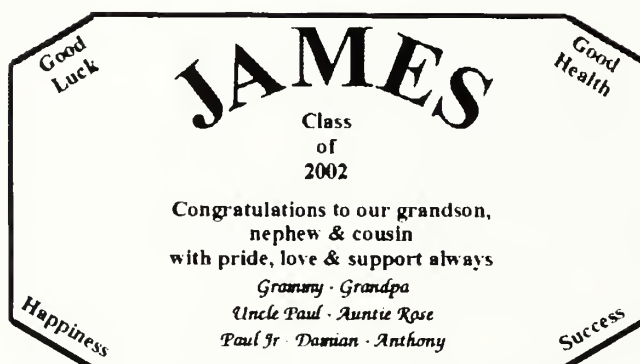 Good
Luck
Good
Health
JAMES
Class
of
2002
Congratulations to our grandson,
nephew & cousin
with pride, love & support always
Grammy · Grandpa
Uncle Paul · Auntie Rose
Paul Jr · Damian · Anthony
Happiness
Success